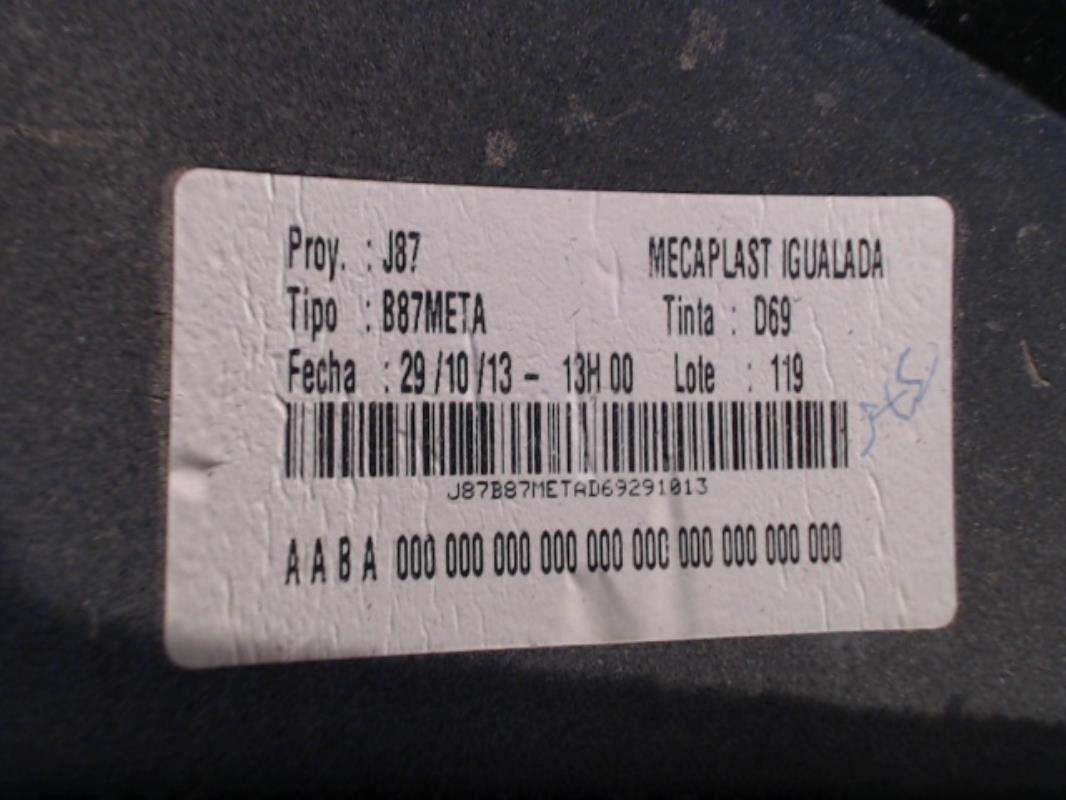 Proy. : J87 MECAPLAST IGUALADA
Tipo : B87META Tinta : D69
Fecha : 29 /10 /13 - 13H 00 Lote : 119
J87B87METAD69291013
A A B A 000 000 000 000 000 000 000 000 000 000